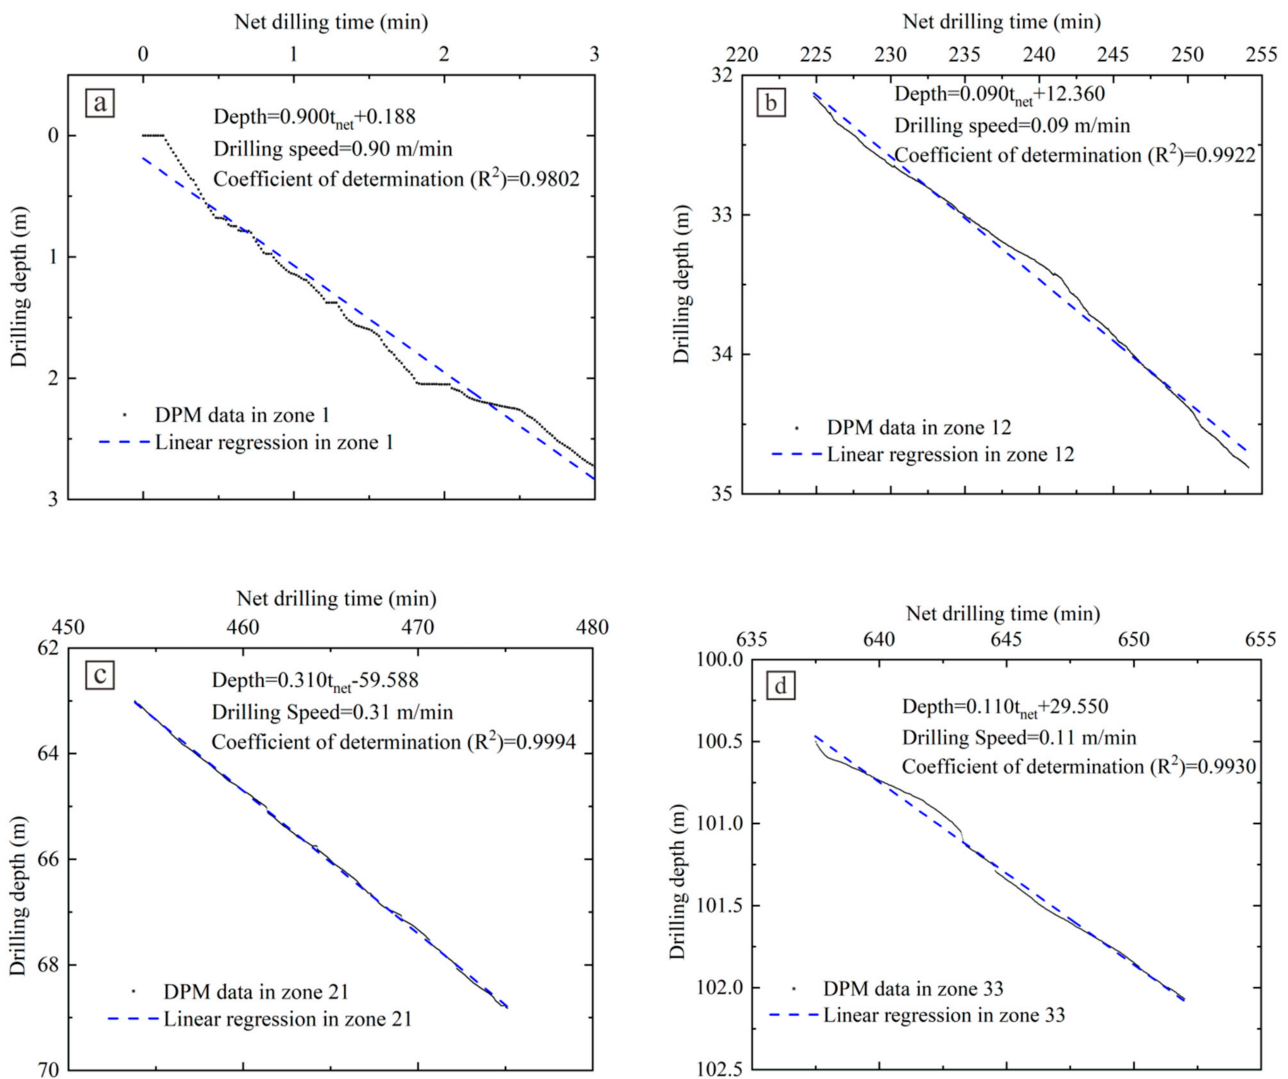 Net dilling time (min)
0 1 2 3
a
Depth=0.900tnet+0.188
Drilling speed=0.90 m/min
Coefficient of determination (R2)=0.9802
0
1
2
3
Drilling depth (m)
DPM data in zone 1
Linear regression in zone 1
Net drilling time (min)
220 225 230 235 240 245 250 255
b
Depth=0.090tnet+12.360
Drilling speed=0.09 m/min
Coefficient of determination (R2)=0.9922
32
33
34
35
Drilling depth (m)
DPM data in zone 12
Linear regression in zone 12
Net drilling time (min)
450 460 470 480
c
Depth=0.310tnet-59.588
Drilling Speed=0.31 m/min
Coefficient of determination (R2)=0.9994
62
64
66
68
70
Drilling depth (m)
DPM data in zone 21
Linear regression in zone 21
Net drilling time (min)
635 640 645 650 655
d
Depth=0.110tnet+29.550
Drilling Speed=0.11 m/min
Coefficient of determination (R2)=0.9930
100.0
100.5
101.0
101.5
102.0
102.5
Drilling depth (m)
DPM data in zone 33
Linear regression in zone 33